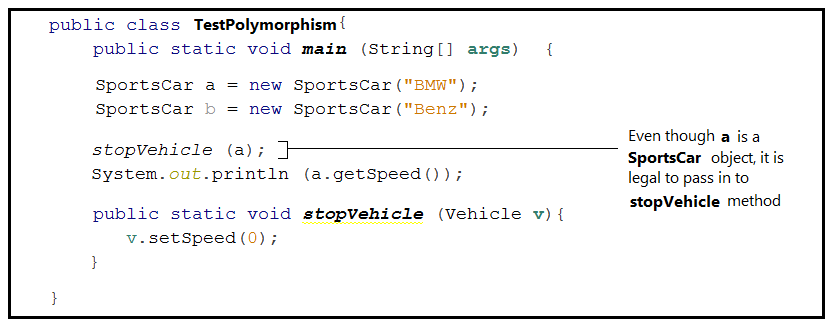 public class TestPolymorphism{
public static void main (String[] args) {
SportsCar a = new SportsCar("BMW");
SportsCar b = new SportsCar("Benz");
stopVehicle (a);
System.out.println (a.getSpeed());
public static void stopVehicle (Vehicle v){
v.setSpeed(0);
}
}
Even though a is a
SportsCar object, it is
legal to pass in to
stopVehicle method